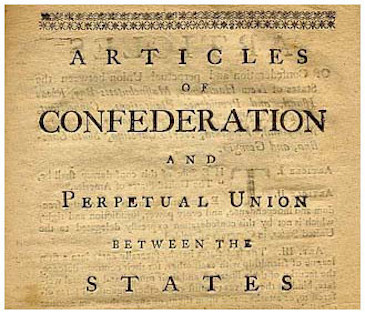 ARTICLES
OF
CONFEDERATION
AND
PERPETUAL UNION
BETWEEN THE
STATES